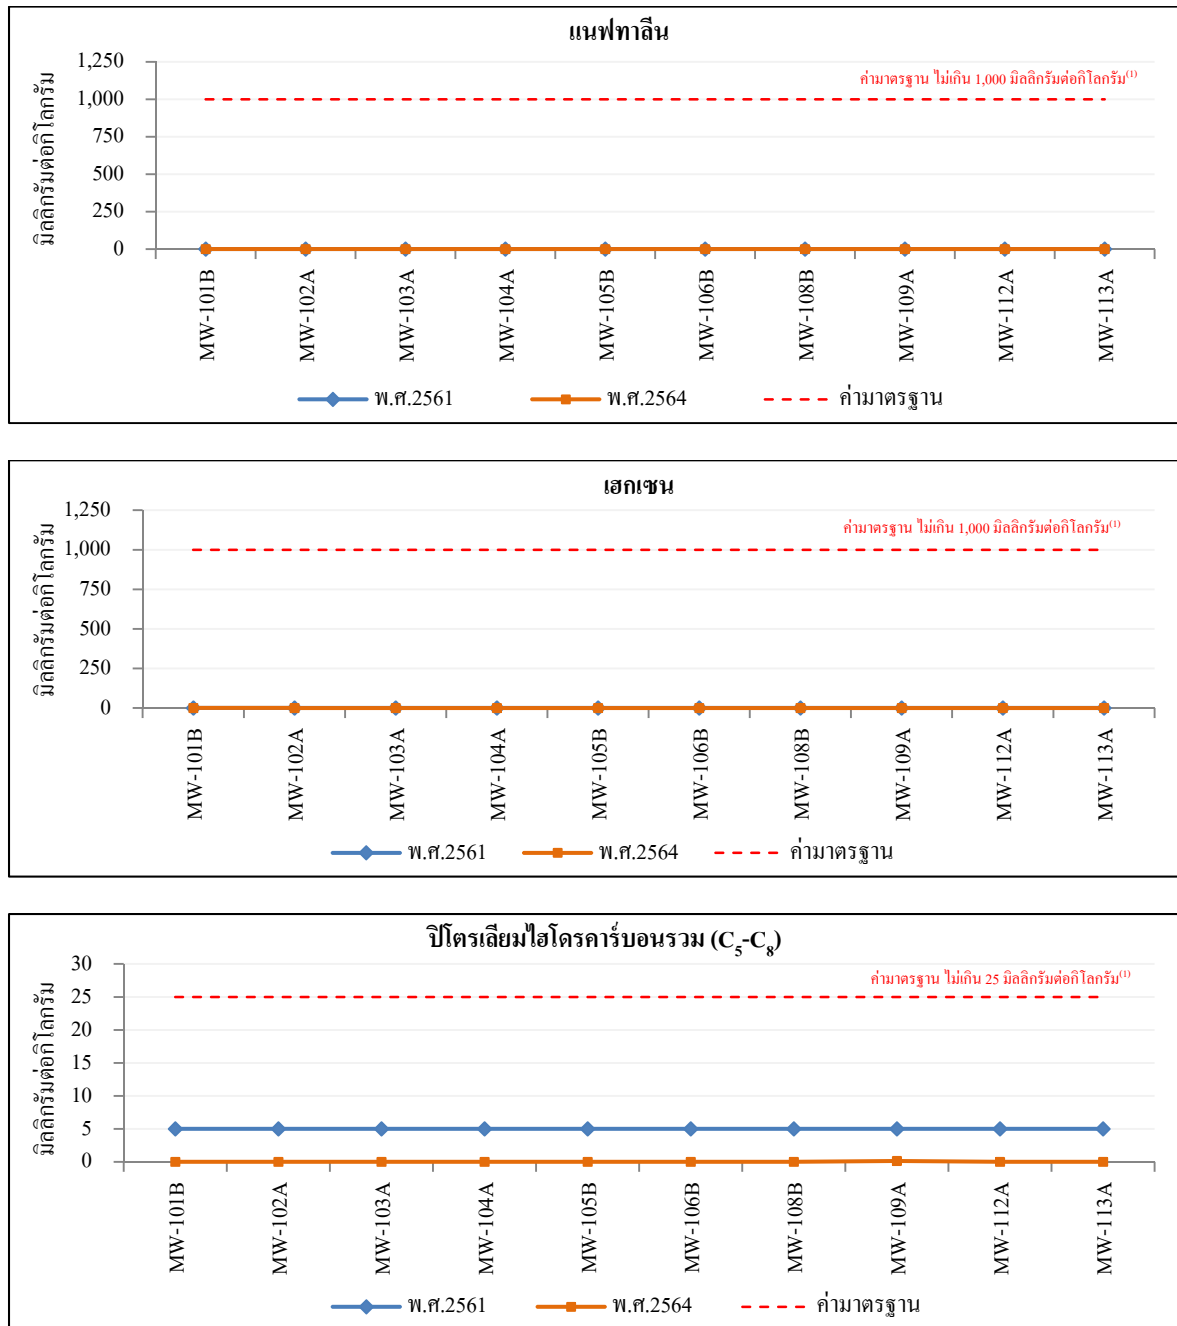 แนฟทาลีน
มิลลิกรัมต่อกิโลกรัม
1,250
1,000
750
500
250
0
ค่ามาตรฐาน ไม่เกิน 1,000 มิลลิกรัมต่อกิโลกรัม(1)
MW-101B
MW-102A
MW-103A
MW-104A
MW-105B
MW-106B
MW-108B
MW-109A
MW-112A
MW-113A
พ.ศ.2561 พ.ศ.2564 ค่ามาตรฐาน
เฮกเซน
มิลลิกรัมต่อกิโลกรัม
1,250
1,000
750
500
250
0
ค่ามาตรฐาน ไม่เกิน 1,000 มิลลิกรัมต่อกิโลกรัม(1)
MW-101B
MW-102A
MW-103A
MW-104A
MW-105B
MW-106B
MW-108B
MW-109A
MW-112A
MW-113A
พ.ศ.2561 พ.ศ.2564 ค่ามาตรฐาน
ปิโตรเลียมไฮโดรคาร์บอนรวม (C5-C8)
มิลลิกรัมต่อกิโลกรัม
30
25
20
15
10
5
0
ค่ามาตรฐาน ไม่เกิน 25 มิลลิกรัมต่อกิโลกรัม(1)
MW-101B
MW-102A
MW-103A
MW-104A
MW-105B
MW-106B
MW-108B
MW-109A
MW-112A
MW-113A
พ.ศ.2561 พ.ศ.2564 ค่ามาตรฐาน